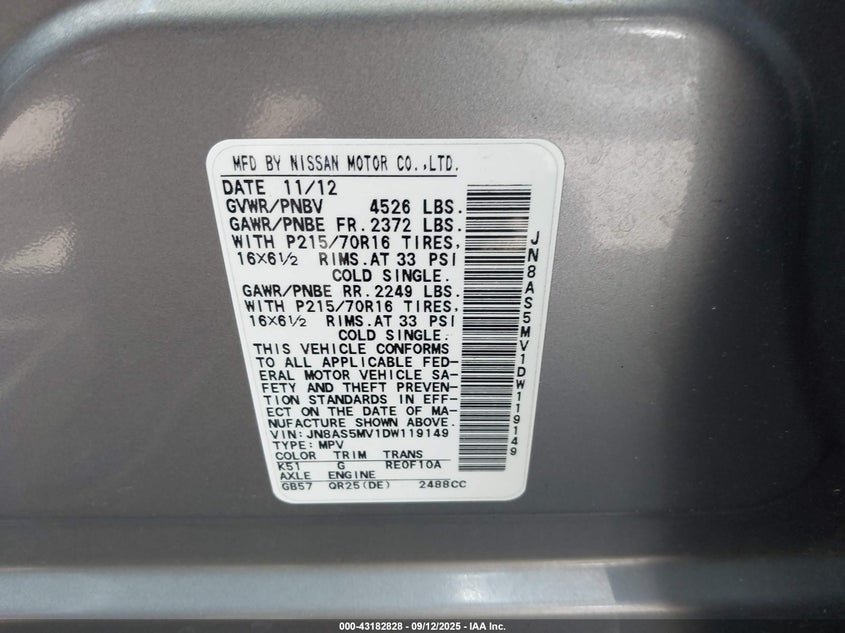 MFD BY NISSAN MOTOR CO.,LTD.
DATE 11/12
GVWR/PNBV 4526 LBS.
GAWR/PNBE FR.2372 LBS.
WITH P215/70R16 TIRES,
16X6½ RIMS.AT 33 PSI
COLD SINGLE.
GAWR/PNBE RR.2249 LBS.
WITH P215/70R16 TIRES,
16X6½ RIMS.AT 33 PSI
COLD SINGLE.
THIS VEHICLE CONFORMS
TO ALL APPLICABLE FED-
ERAL MOTOR VEHICLE SA-
FETY AND THEFT PREVEN-
TION STANDARDS IN EFF-
ECT ON THE DATE OF MA-
NUFACTURE SHOWN ABOVE.
VIN: JN8AS5MV1DW119149
TYPE: MPV
COLOR TRIM TRANS
K51 G RE0F10A
AXLE ENGINE
GB57 QR25(DE) 2488CC
JN8AS5MV1DW119149
000-43182828 - 09/12/2025 - IAA Inc.